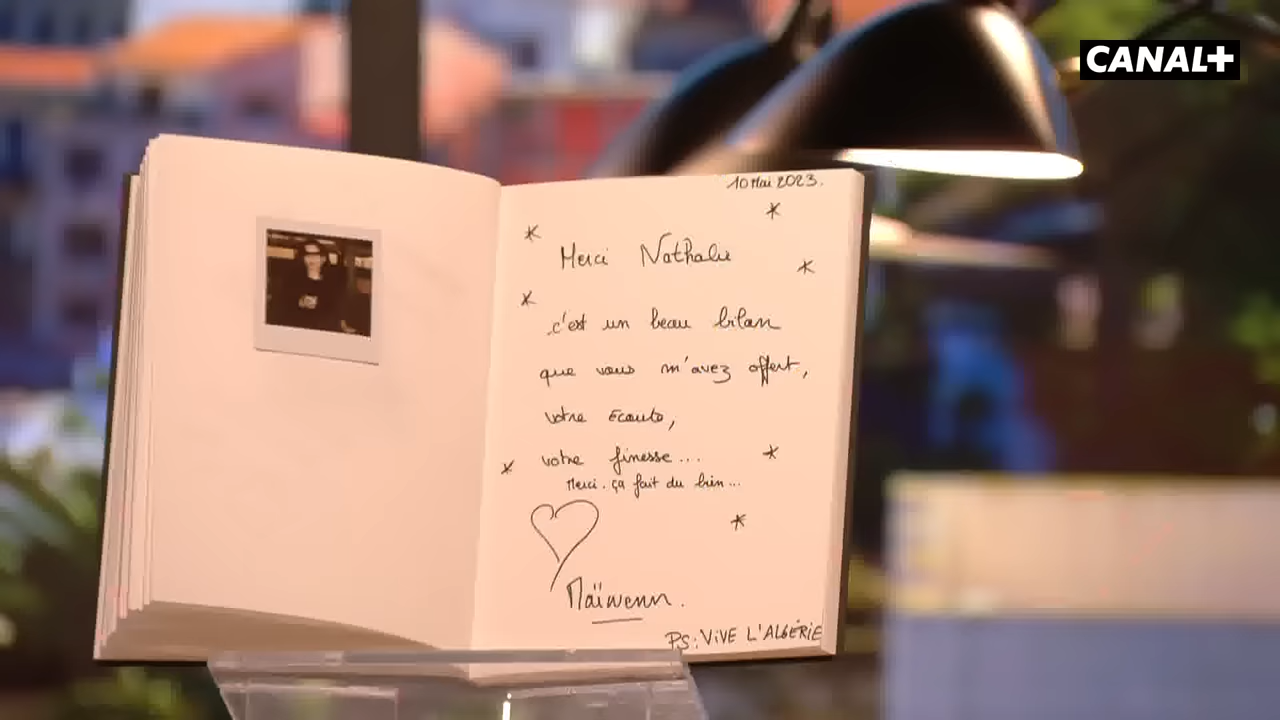 CANAL+
10 Mai 2023.
Merci Nathalie
c'est un beau bilan
que vous m'avez offert,
votre écoute,
votre finesse...
Merci. ça fait du bien...
Maïwenn.
PS: ViVE L'ALGÉRIE